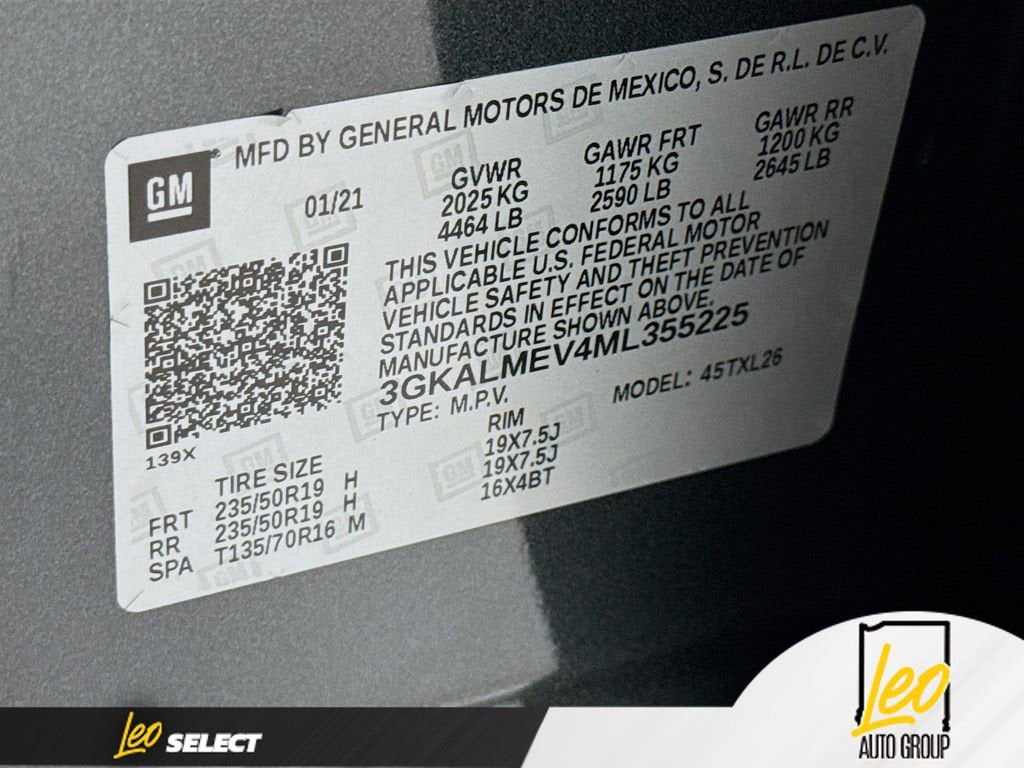 MFD BY GENERAL MOTORS DE MEXICO, S. DE R.L. DE C.V.
GM
01/21
GVWR GAWR FRT GAWR RR
2025 KG 1175 KG 1200 KG
4464 LB 2590 LB 2645 LB
THIS VEHICLE CONFORMS TO ALL
APPLICABLE U.S. FEDERAL MOTOR
VEHICLE SAFETY AND THEFT PREVENTION
STANDARDS IN EFFECT ON THE DATE OF
MANUFACTURE SHOWN ABOVE.
3GKALMEV4ML355225
TYPE: M.P.V. MODEL: 45TXL26
139X
TIRE SIZE RIM
FRT 235/50R19 H 19X7.5J
RR 235/50R19 H 19X7.5J
SPA T135/70R16 M 16X4BT
Leo SELECT
Leo
AUTO GROUP